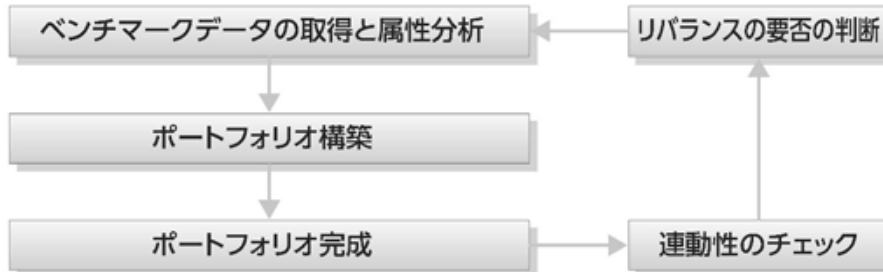 ベンチマークデータの取得と属性分析
リバランスの要否の判断
ポートフォリオ構築
ポートフォリオ完成
連動性のチェック